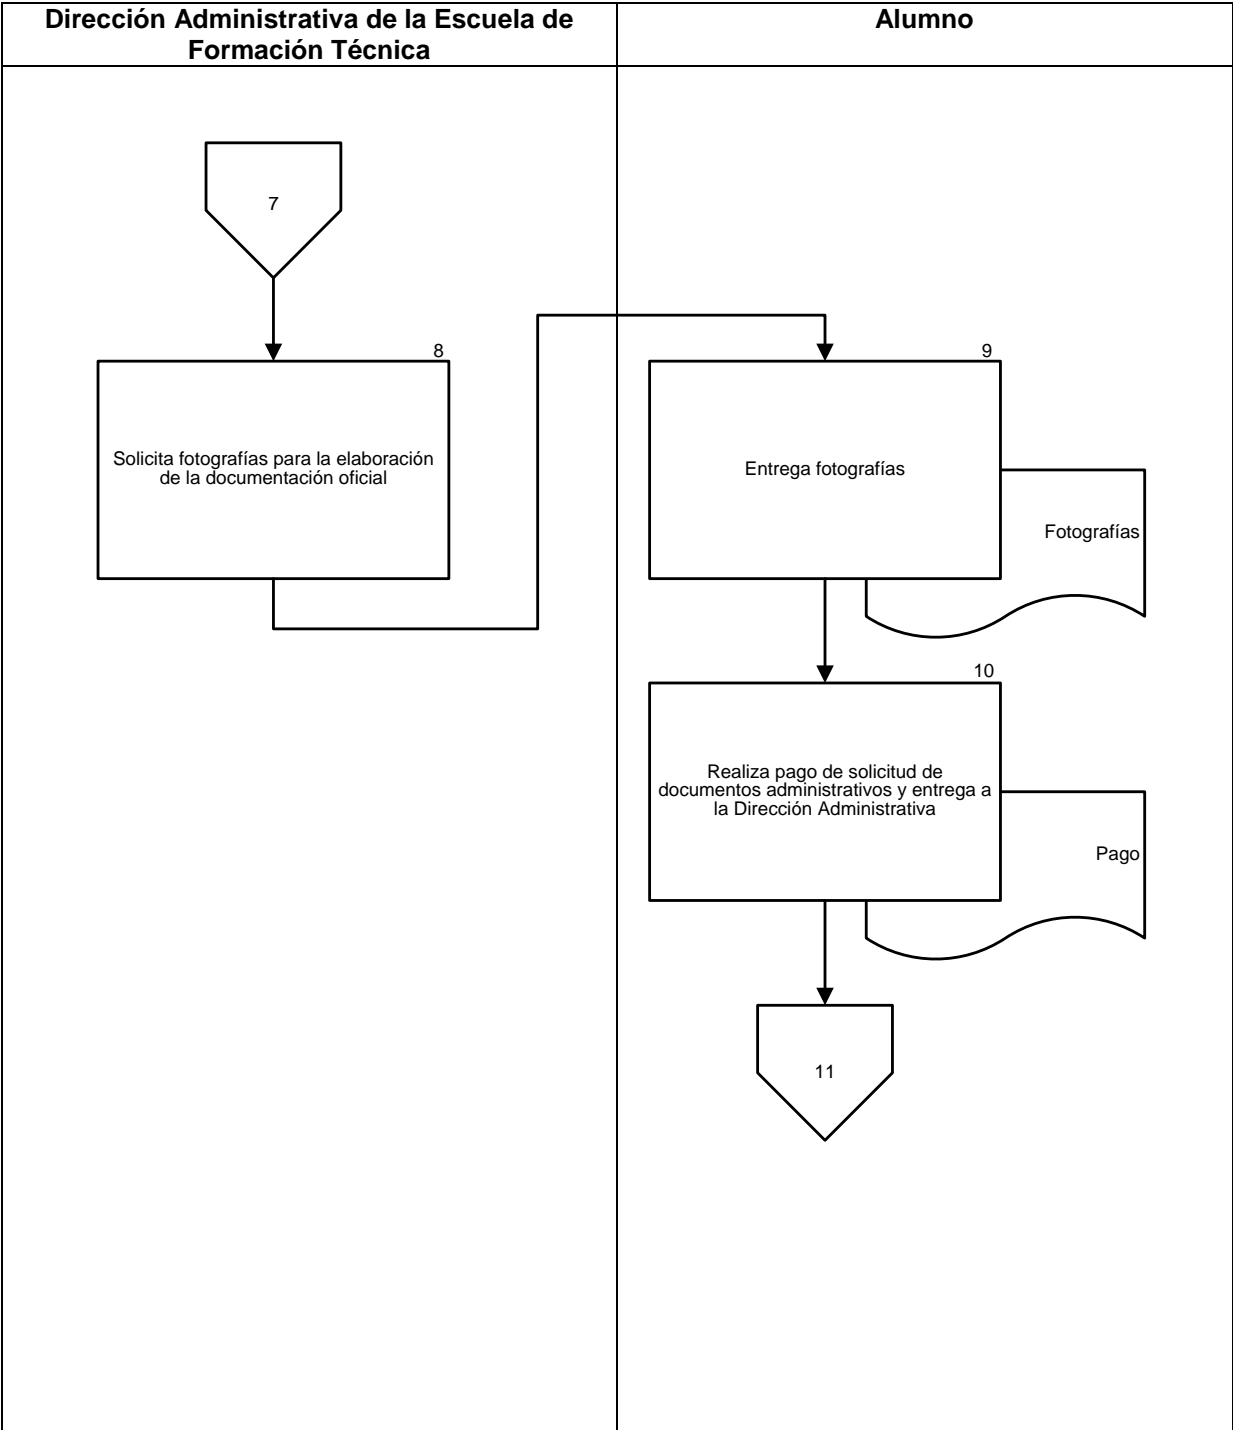 Dirección Administrativa de la Escuela de
Formación Técnica
Alumno
7
8
Solicita fotografías para la elaboración
de la documentación oficial
9
Entrega fotografías
Fotografías
10
Realiza pago de solicitud de
documentos administrativos y entrega a
la Dirección Administrativa
Pago
11